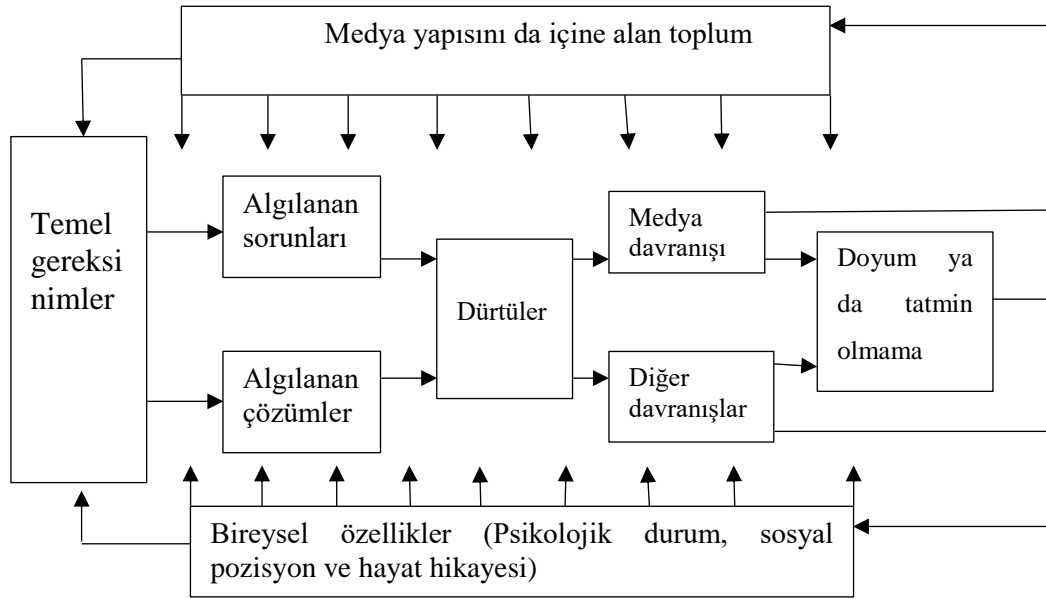 Medya yapısını da içine alan toplum
Temel
gereksi
nimler
Algılanan
sorunları
Algılanan
çözümler
Dürtüler
Medya
davranışı
Diğer
davranışlar
Doyum ya
da tatmin
olmama
Bireysel özellikler (Psikolojik durum, sosyal
pozisyon ve hayat hikayesi)